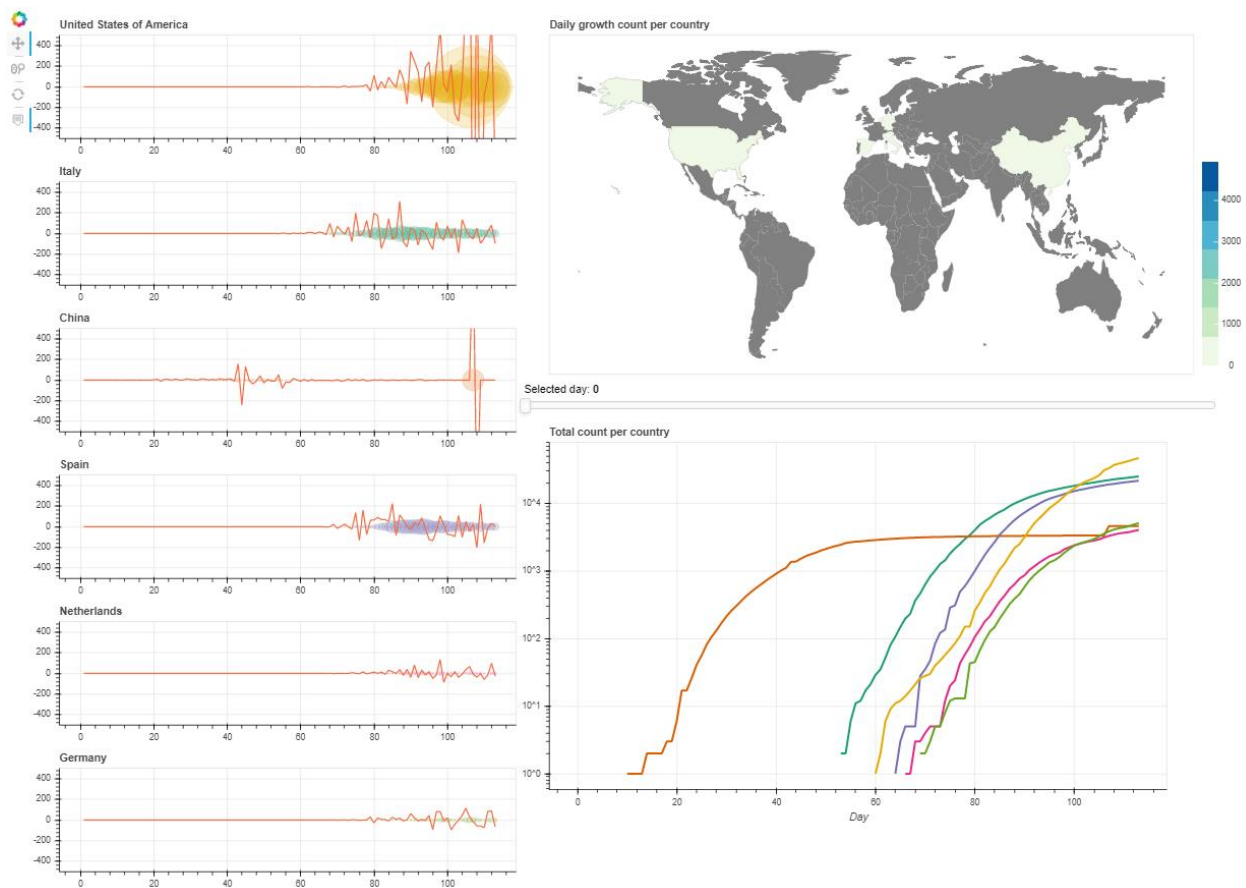 United States of America
400
200
0
-200
-400
0 20 40 60 80 100
Italy
400
200
0
-200
-400
0 20 40 60 80 100
China
400
200
0
-200
-400
0 20 40 60 80 100
Spain
400
200
0
-200
-400
0 20 40 60 80 100
Netherlands
400
200
0
-200
-400
0 20 40 60 80 100
Germany
400
200
0
-200
-400
0 20 40 60 80 100
Daily growth count per country
4000
3000
2000
1000
0
Selected day: 0
Total count per country
10^4
10^3
10^2
10^1
10^0
0 20 40 60 80 100
Day